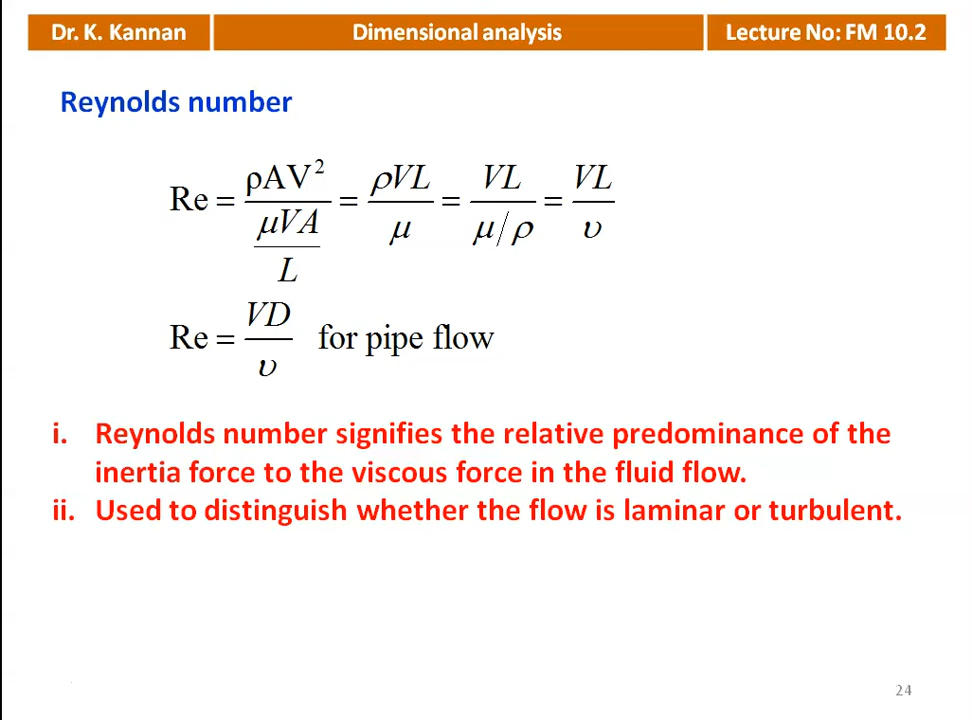 Dr. K. Kannan Dimensional analysis Lecture No: FM 10.2
Reynolds number
Re = ρAV² / (μVA / L) = ρVL / μ = VL / (μ/ρ) = VL / υ
Re = VD / υ for pipe flow
i. Reynolds number signifies the relative predominance of the
inertia force to the viscous force in the fluid flow.
ii. Used to distinguish whether the flow is laminar or turbulent.
24